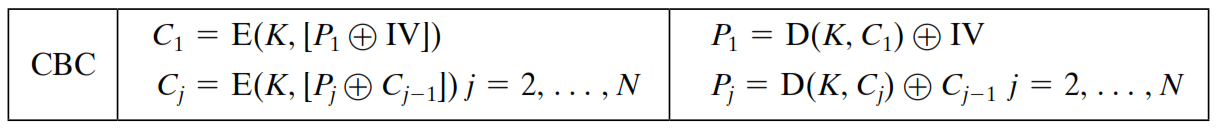 CBC
C₁ = E(K, [P₁ ⊕ IV])
Cⱼ = E(K, [Pⱼ ⊕ Cⱼ₋₁]) j = 2, . . . , N
P₁ = D(K, C₁) ⊕ IV
Pⱼ = D(K, Cⱼ) ⊕ Cⱼ₋₁ j = 2, . . . , N